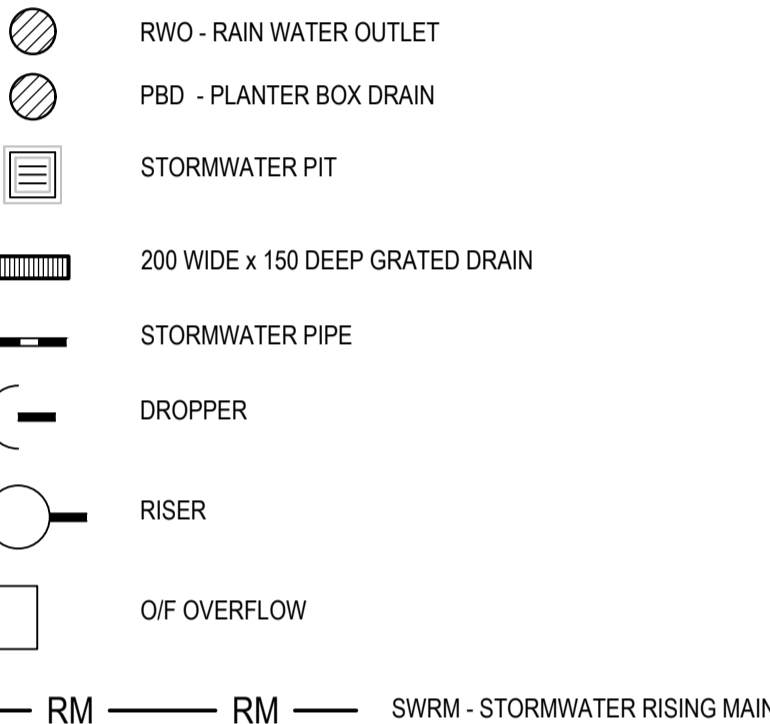 RWO - RAIN WATER OUTLET
PBD - PLANTER BOX DRAIN
STORMWATER PIT
200 WIDE x 150 DEEP GRATED DRAIN
STORMWATER PIPE
DROPPER
RISER
O/F OVERFLOW
RM RM SWRM - STORMWATER RISING MAIN